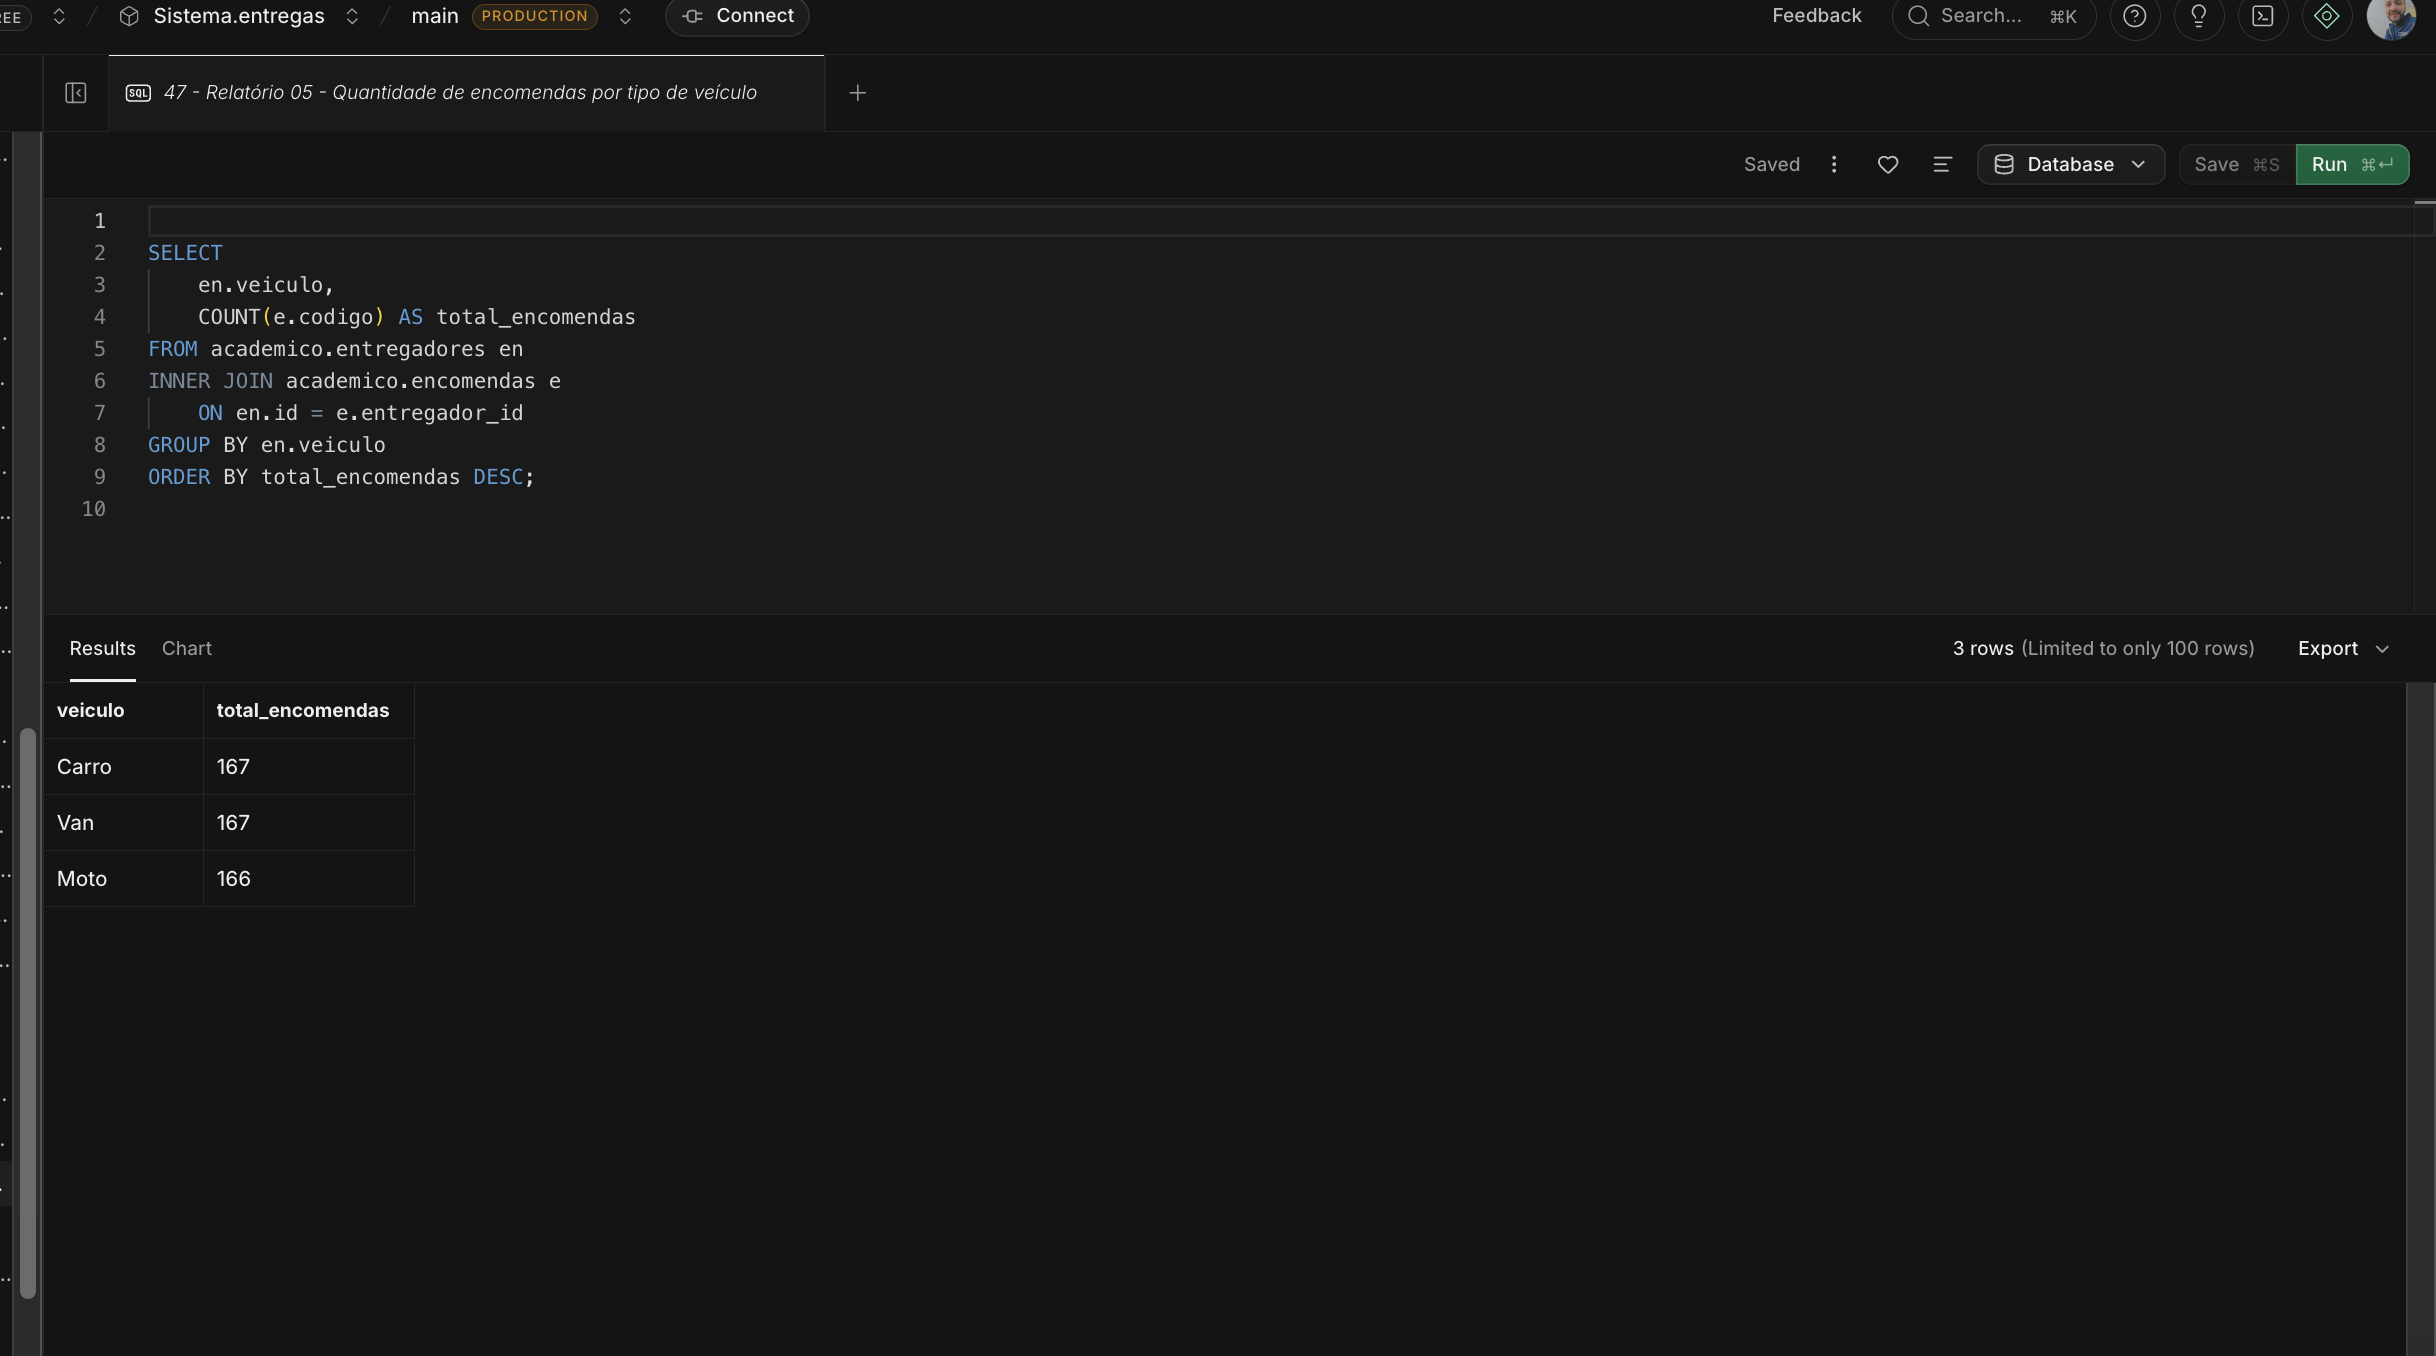 EE
Sistema.entregas
main
PRODUCTION
Connect
Feedback
Search... ⌘K
SQL 47 - Relatório 05 - Quantidade de encomendas por tipo de veículo
Saved
Database
Save ⌘S
Run ⌘↵
1
2 SELECT
3 en.veiculo,
4 COUNT(e.codigo) AS total_encomendas
5 FROM academico.entregadores en
6 INNER JOIN academico.encomendas e
7 ON en.id = e.entregador_id
8 GROUP BY en.veiculo
9 ORDER BY total_encomendas DESC;
10
Results Chart
3 rows (Limited to only 100 rows)
Export
veiculo total_encomendas
Carro 167
Van 167
Moto 166